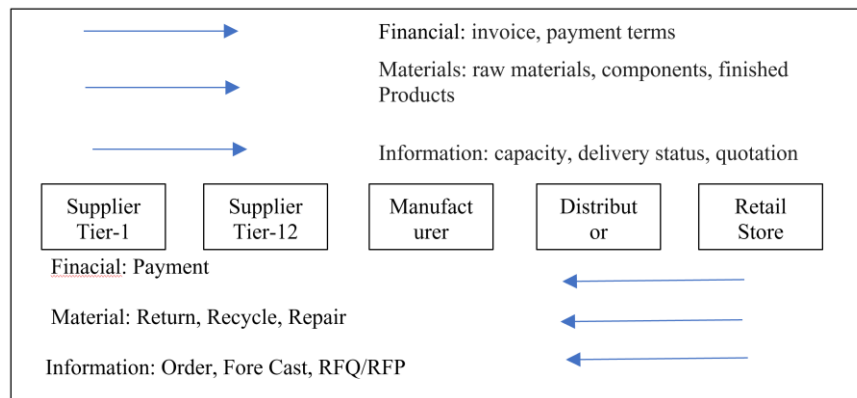 Financial: invoice, payment terms
Materials: raw materials, components, finished
Products
Information: capacity, delivery status, quotation
Supplier
Tier-1
Supplier
Tier-12
Manufact
urer
Distribut
or
Retail
Store
Finacial: Payment
Material: Return, Recycle, Repair
Information: Order, Fore Cast, RFQ/RFP